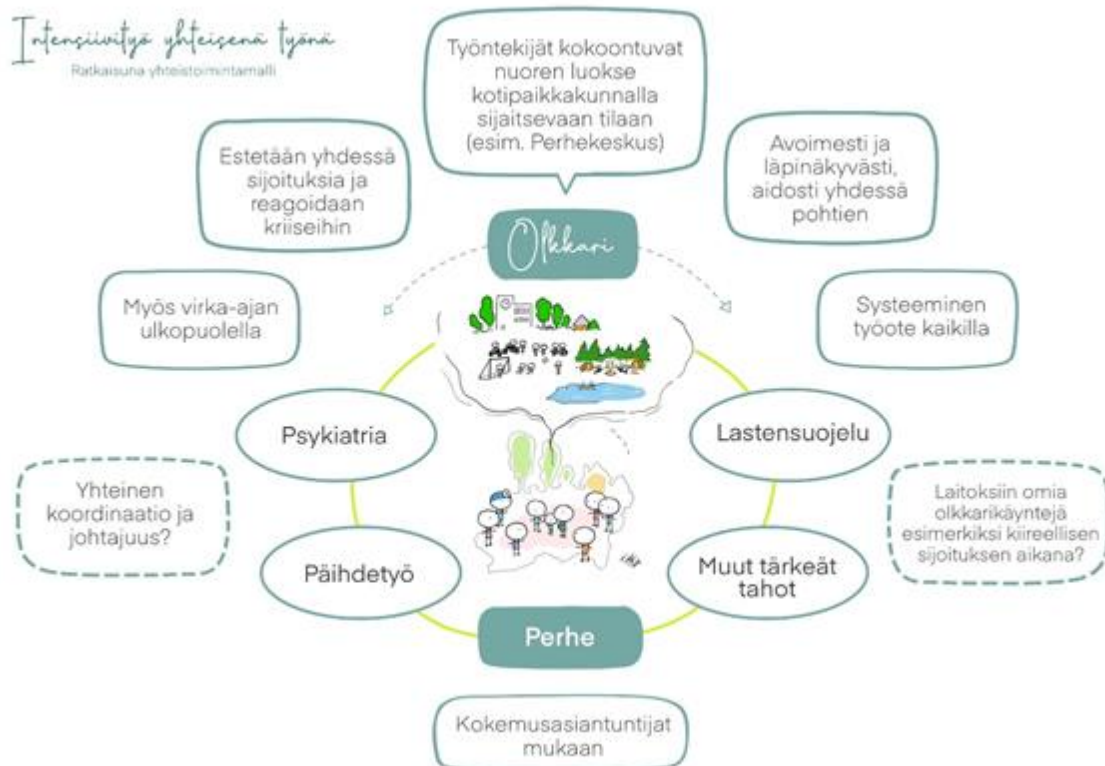 Intensiivityö yhteisenä työnä
Ratkaisuna yhteistoimintamalli
Työntekijät kokoontuvat
nuoren luokse
kotipaikkakunnalla
sijaitsevaan tilaan
(esim. Perhekeskus)
Estetään yhdessä
sijoituksia ja
reagoidaan
kriiseihin
Avoimesti ja
läpinäkyvästi,
aidosti yhdessä
pohtien
Olkkari
Myös virka-ajan
ulkopuolella
Systeeminen
työote kaikilla
Psykiatria
Lastensuojelu
Yhteinen
koordinaatio ja
johtajuus?
Laitoksiin omia
olkkarikäyntejä
esimerkiksi kiireellisen
sijoituksen aikana?
Päihdetyö
Muut tärkeät
tahot
Perhe
Kokemusasiantuntijat
mukaan